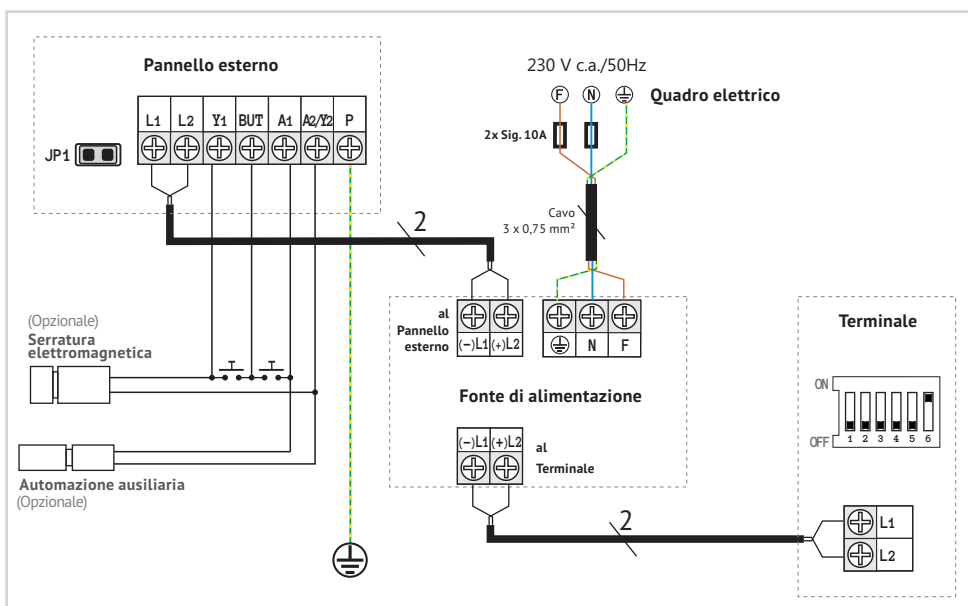 Pannello esterno
L1 L2 Y1 BUT A1 A2/Y2 P
JP1
230 V c.a./50Hz
F N
Quadro elettrico
2x Sig. 10A
Cavo
3 x 0,75 mm²
2
(Opzionale)
Serratura
elettromagnetica
Automazione ausiliaria
(Opzionale)
al
Pannello
esterno
(-)L1 (+)L2
N F
Fonte di alimentazione
(-)L1 (+)L2
al
Terminale
2
Terminale
ON
OFF
1 2 3 4 5 6
L1
L2